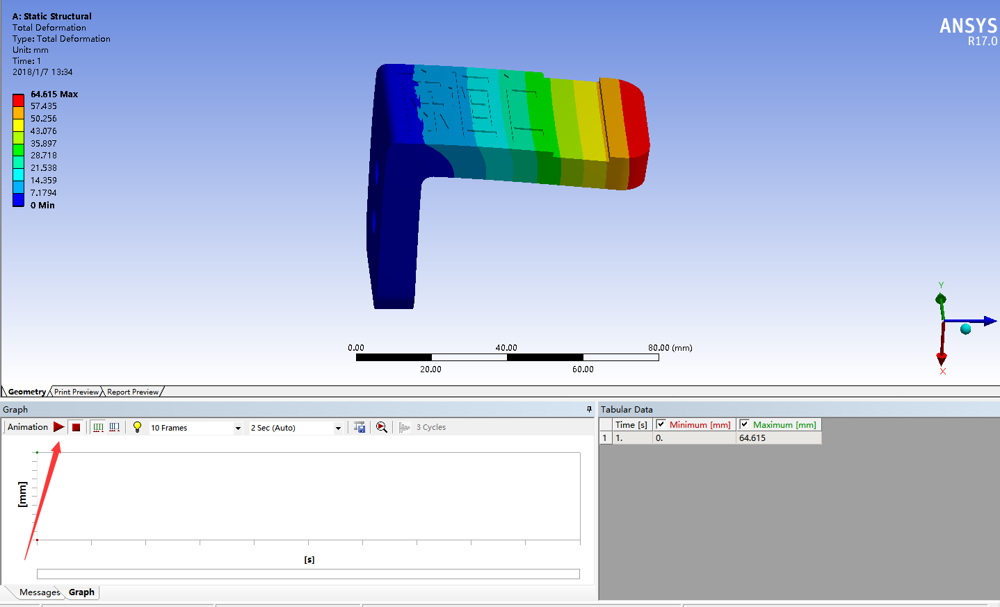 A: Static Structural
Total Deformation
Type: Total Deformation
Unit: mm
Time: 1
2018/1/7 13:34
ANSYS
R17.0
64.615 Max
57.435
50.256
43.076
35.897
28.718
21.538
14.359
7.1794
0 Min
Y
X
0.00 40.00 80.00 (mm)
20.00 60.00
Geometry Print Preview Report Preview
Graph
Animation 10 Frames 2 Sec (Auto) 3 Cycles
[mm]
[s]
Messages Graph
Tabular Data
Time [s] Minimum [mm] Maximum [mm]
1 1. 0. 64.615